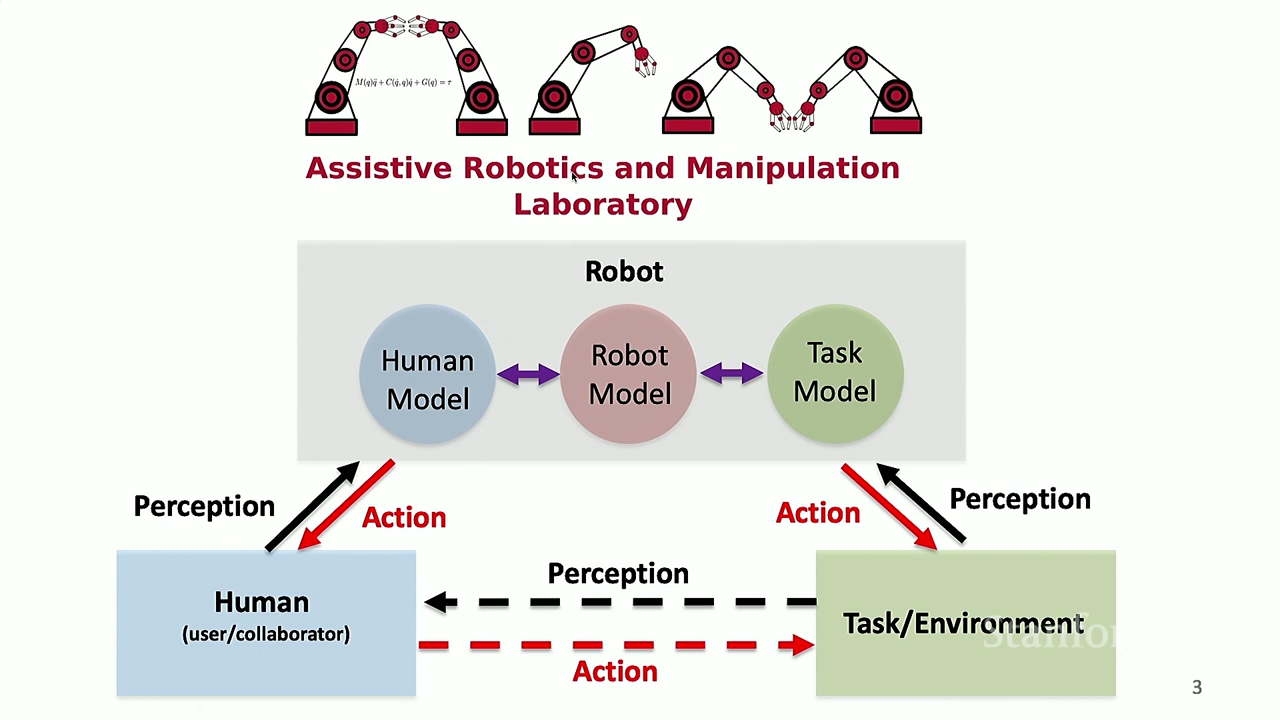 M(q)q̈ + C(q̇,q)q̇ + G(q) = τ
Assistive Robotics and Manipulation
Laboratory
Robot
Human
Model
Robot
Model
Task
Model
Perception
Action
Action
Perception
Perception
Human
(user/collaborator)
Task/Environment
Action
3